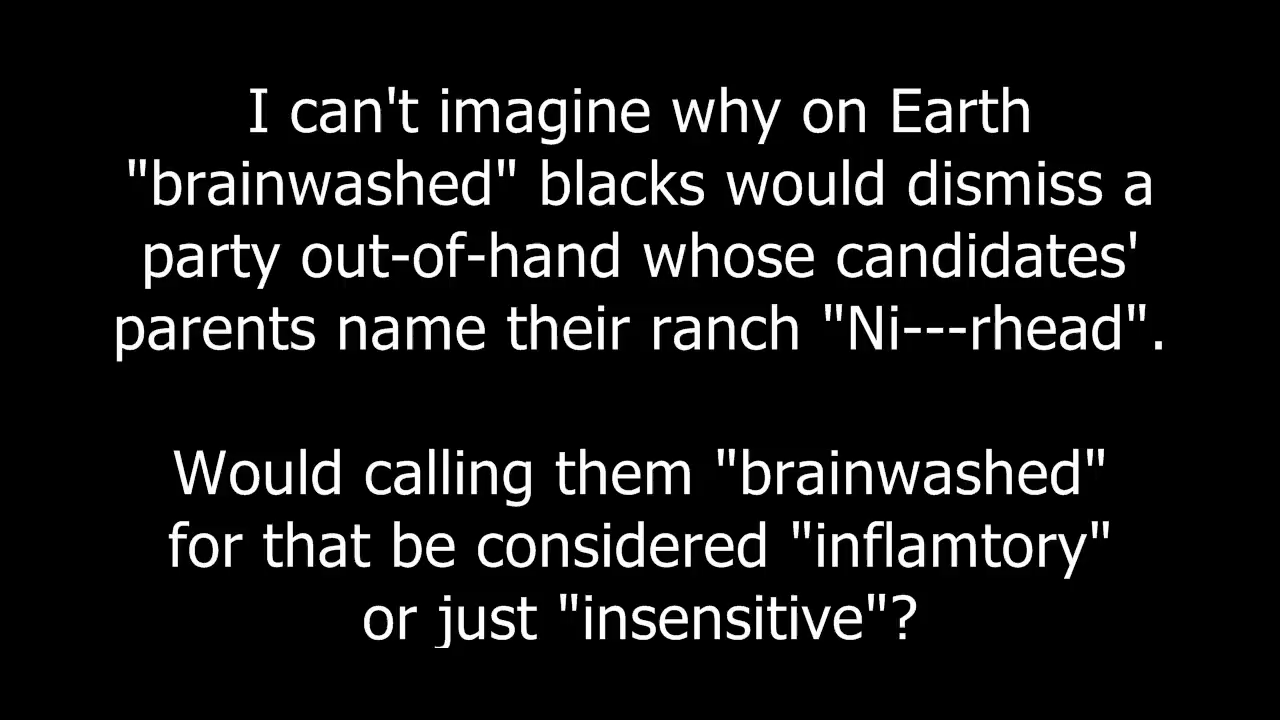 I can't imagine why on Earth
"brainwashed" blacks would dismiss a
party out-of-hand whose candidates'
parents name their ranch "Ni---rhead".
Would calling them "brainwashed"
for that be considered "inflamtory"
or just "insensitive"?